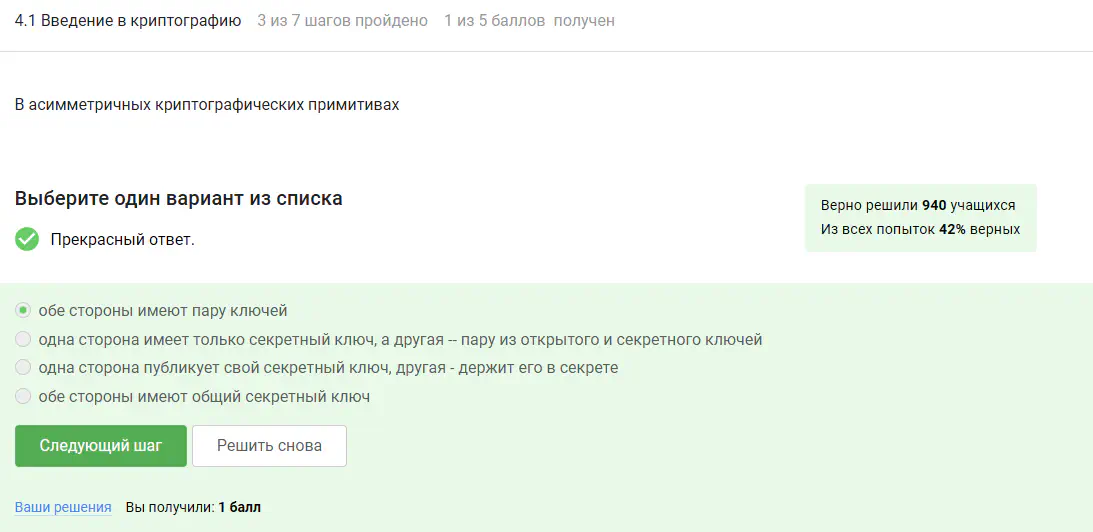 4.1 Введение в криптографию 3 из 7 шагов пройдено 1 из 5 баллов получен
В асимметричных криптографических примитивах
Выберите один вариант из списка
Прекрасный ответ.
Верно решили 940 учащихся
Из всех попыток 42% верных
обе стороны имеют пару ключей
одна сторона имеет только секретный ключ, а другая -- пару из открытого и секретного ключей
одна сторона публикует свой секретный ключ, другая - держит его в секрете
обе стороны имеют общий секретный ключ
Следующий шаг Решить снова
Ваши решения Вы получили: 1 балл